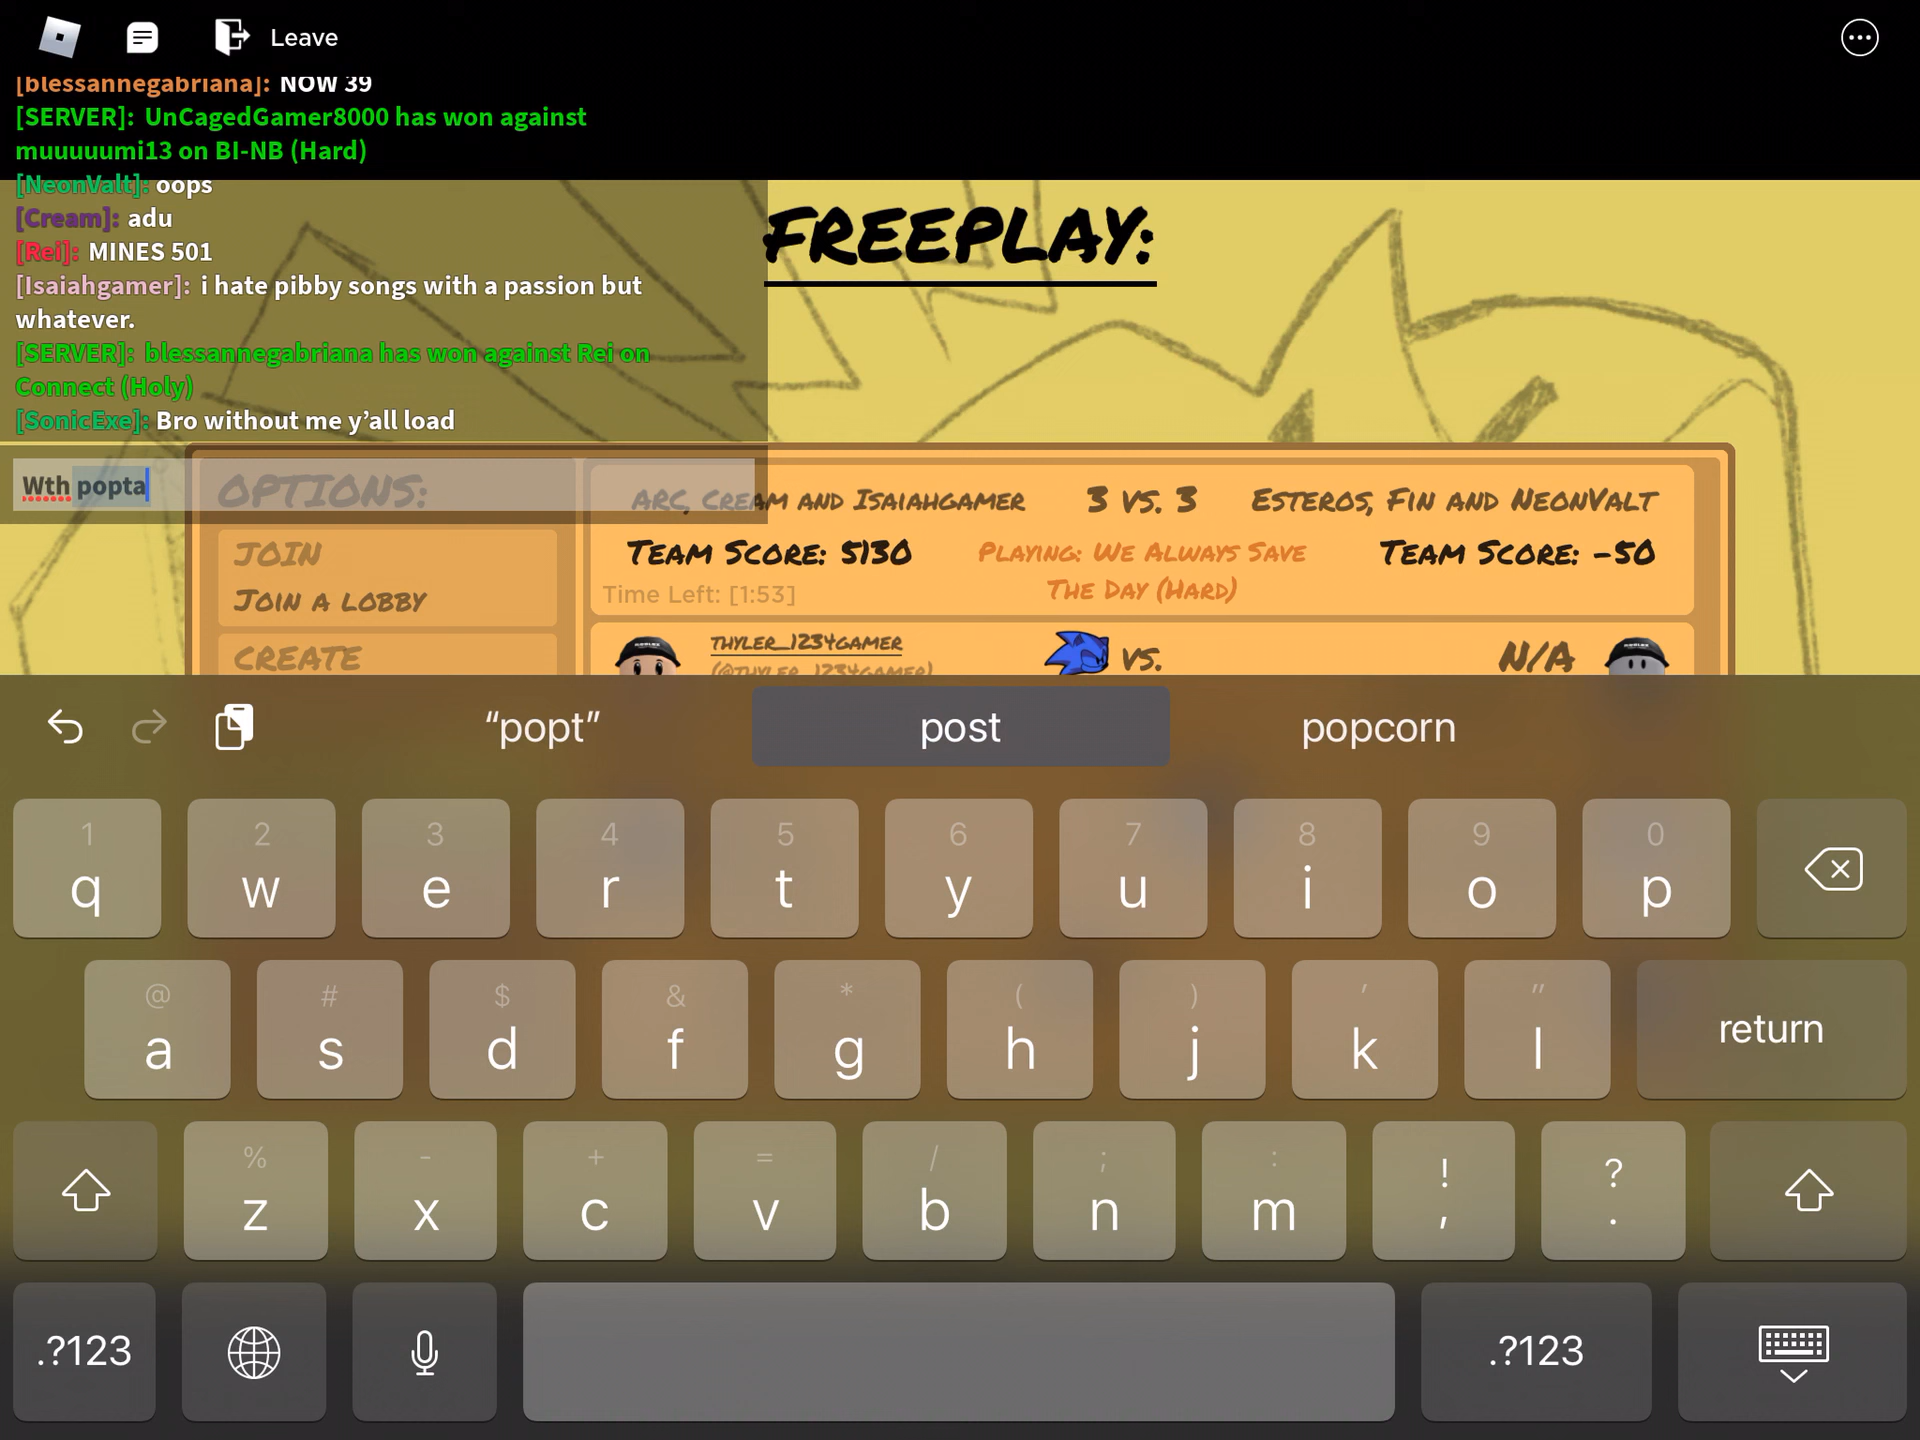 Leave
[blessannegabriana]: NOW 39
[SERVER]: UnCagedGamer8000 has won against
muuuuumi13 on BI-NB (Hard)
[NeonValt]: oops
[Cream]: adu
[Rei]: MINES 501
[Isaiahgamer]: i hate pibby songs with a passion but
whatever.
[SERVER]: blessannegabriana has won against Rei on
Connect (Holy)
[SonicExe]: Bro without me y'all load
Wth popta
FREEPLAY:
OPTIONS:
JOIN
JOIN A LOBBY
CREATE
ARC, CREAM AND ISAIAHGAMER 3 VS. 3 ESTEROS, FIN AND NEONVALT
TEAM SCORE: 5130 PLAYING: WE ALWAYS SAVE THE DAY (HARD) TEAM SCORE: -50
Time Left: [1:53]
THYLER_1234GAMER VS. N/A
(@THYLER_1234GAMER)
“popt” post popcorn
1 2 3 4 5 6 7 8 9 0
q w e r t y u i o p
@ # $ & * ( ) ' "
a s d f g h j k l return
% - + = / ; : ! ?
z x c v b n m , .
.?123 .?123